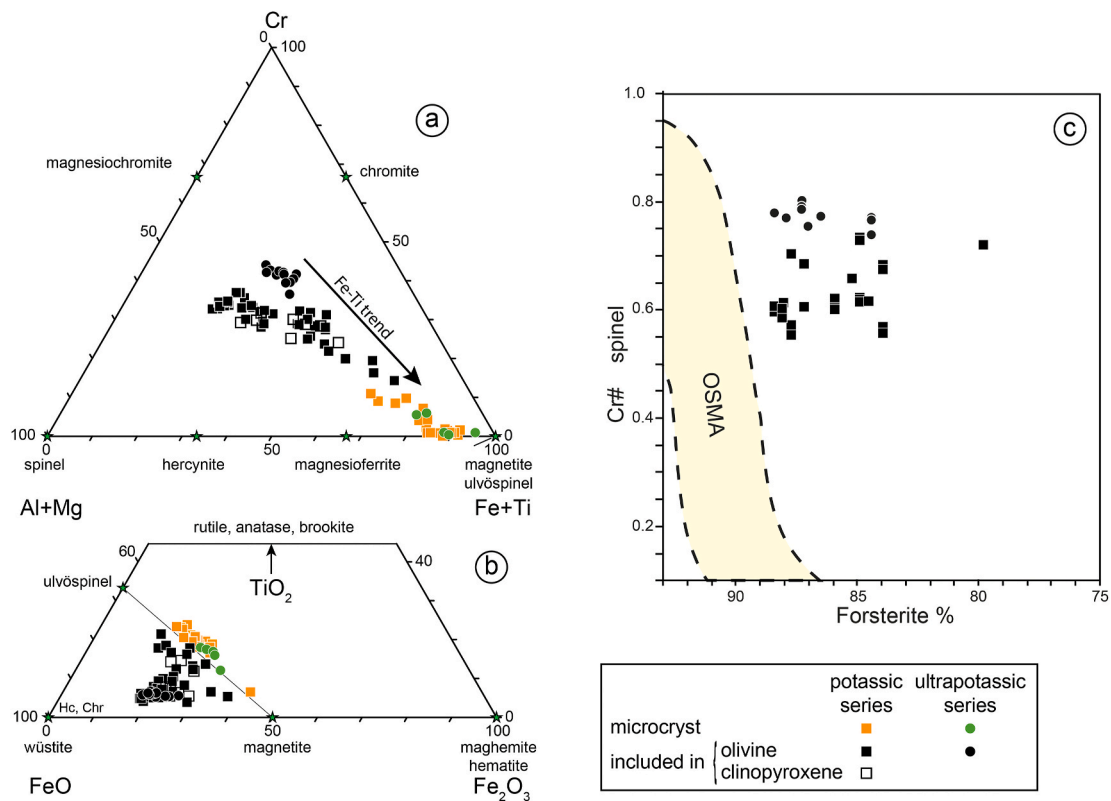 Cr
0
100
a
magnesiochromite
chromite
50
50
Fe-Ti trend
100
50
100
0
spinel
hercynite
magnesioferrite
magnetite
ulvöspinel
Al+Mg
Fe+Ti
rutile, anatase, brookite
60
40
b
ulvöspinel
TiO2
Hc, Chr
100
50
100
0
wüstite
magnetite
maghemite
hematite
FeO
Fe2O3
c
1.0
0.8
0.6
0.4
0.2
Cr# spinel
OSMA
90
85
80
75
Forsterite %
potassic series
ultrapotassic series
microcryst
included in
olivine
clinopyroxene